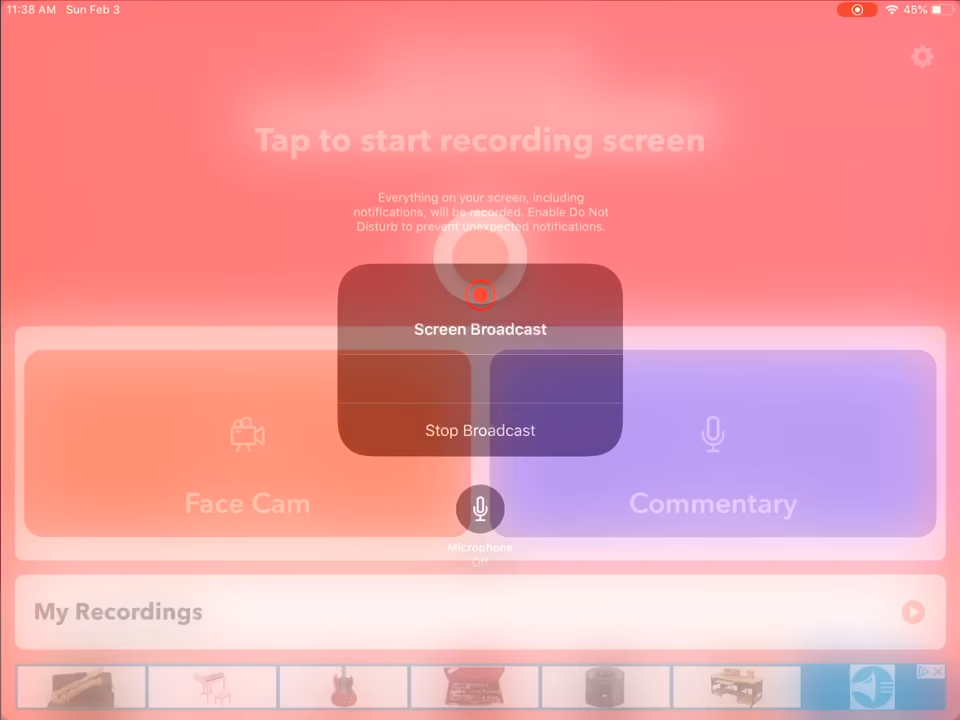 11:38 AM Sun Feb 3
45%
Tap to start recording screen
Everything on your screen, including
notifications, will be recorded. Enable Do Not
Disturb to prevent unexpected notifications.
Screen Broadcast
Stop Broadcast
Face Cam
Commentary
Microphone
Off
My Recordings